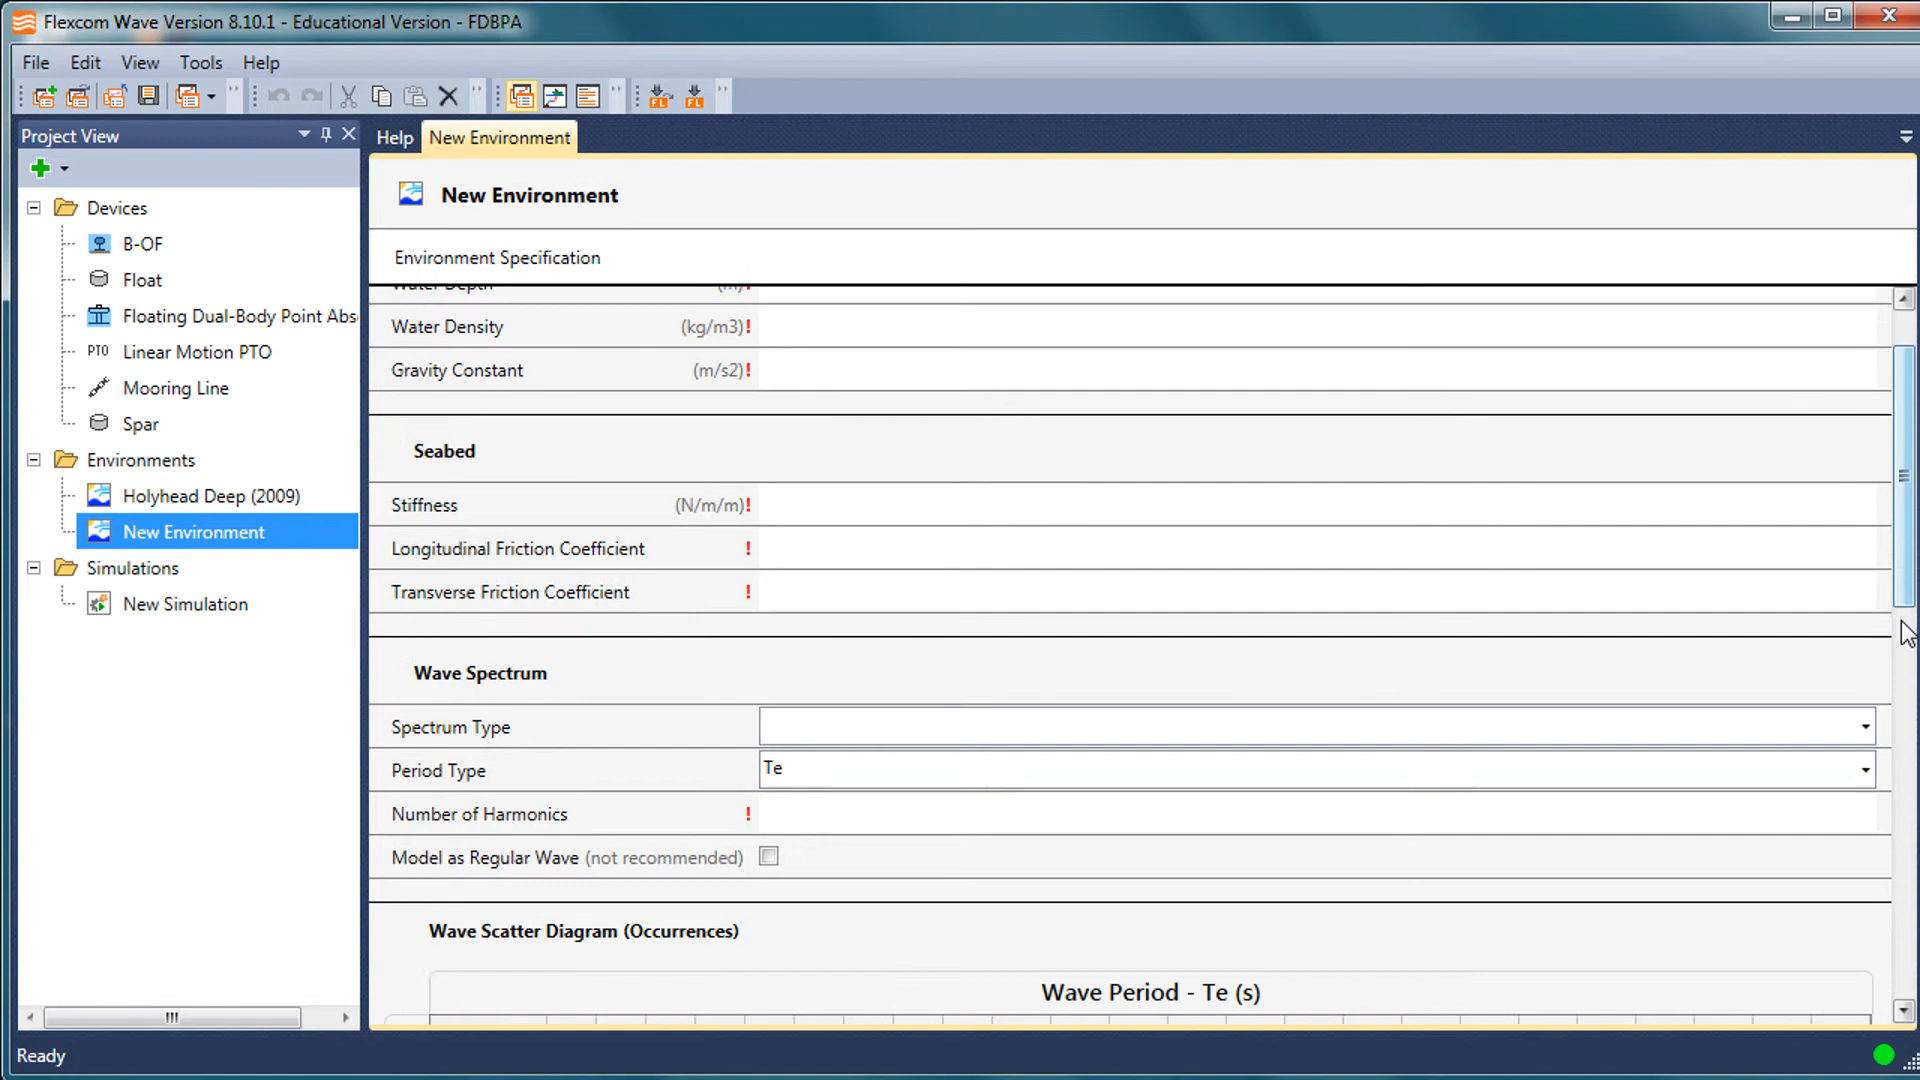 Flexcom Wave Version 8.10.1 - Educational Version - FDBPA
File Edit View Tools Help
Project View
Devices
B-OF
Float
Floating Dual-Body Point Abs
PTO Linear Motion PTO
Mooring Line
Spar
Environments
Holyhead Deep (2009)
New Environment
Simulations
New Simulation
Help New Environment
New Environment
Environment Specification
Water Depth (m)!
Water Density (kg/m3)!
Gravity Constant (m/s2)!
Seabed
Stiffness (N/m/m)!
Longitudinal Friction Coefficient !
Transverse Friction Coefficient !
Wave Spectrum
Spectrum Type
Period Type Te
Number of Harmonics !
Model as Regular Wave (not recommended)
Wave Scatter Diagram (Occurrences)
Wave Period - Te (s)
Ready